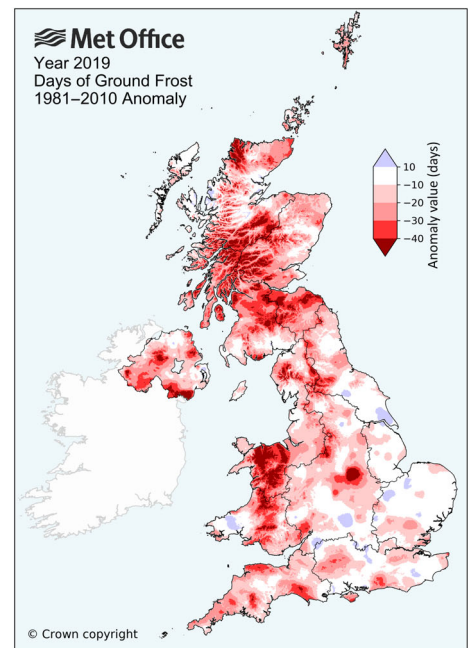 Met Office
Year 2019
Days of Ground Frost
1981–2010 Anomaly
10
−10
−20
−30
−40
Anomaly value (days)
© Crown copyright